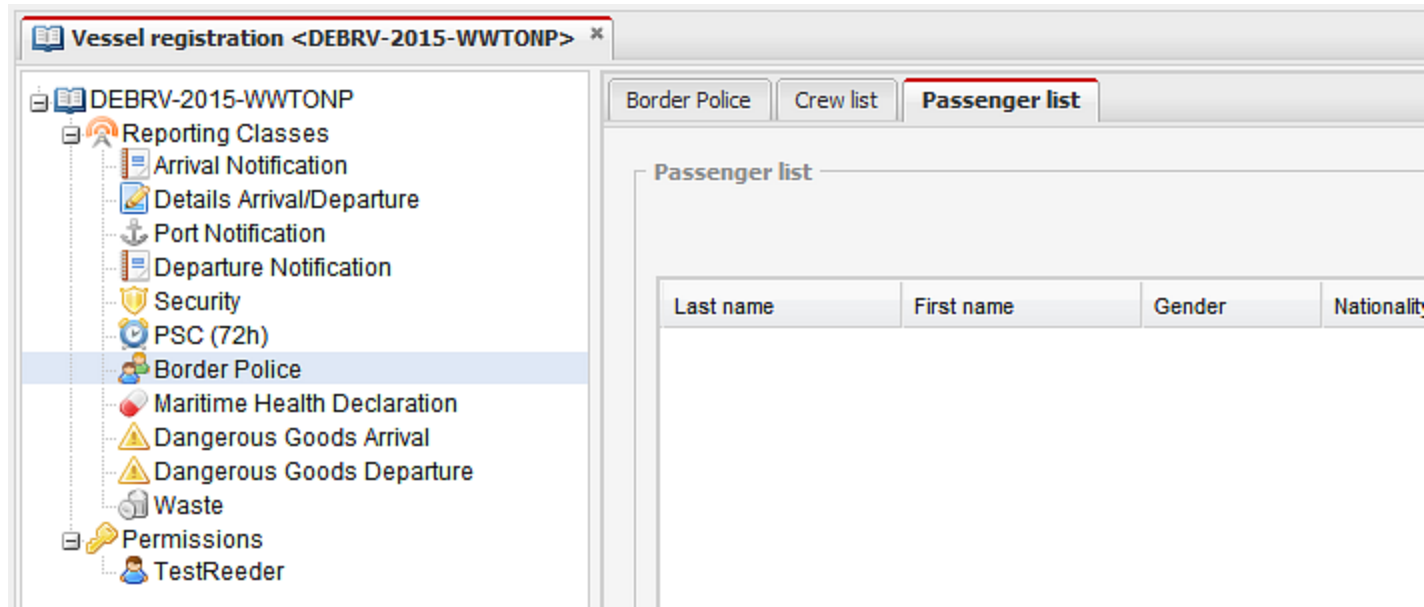 Vessel registration <DEBRV-2015-WWTONP>
DEBRV-2015-WWTONP
Reporting Classes
Arrival Notification
Details Arrival/Departure
Port Notification
Departure Notification
Security
PSC (72h)
Border Police
Maritime Health Declaration
Dangerous Goods Arrival
Dangerous Goods Departure
Waste
Permissions
TestReeder
Border Police Crew list Passenger list
Passenger list
Last name First name Gender Nationality